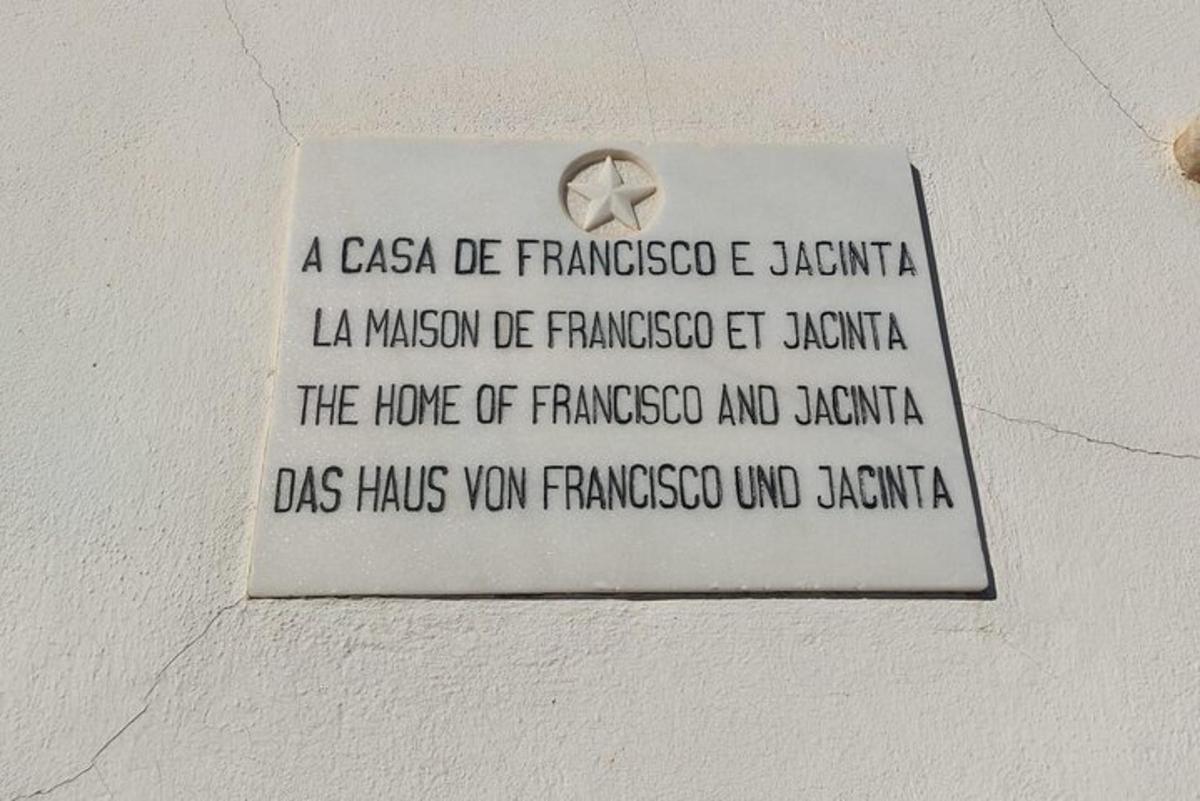 A CASA DE FRANCISCO E JACINTA
LA MAISON DE FRANCISCO ET JACINTA
THE HOME OF FRANCISCO AND JACINTA
DAS HAUS VON FRANCISCO UND JACINTA